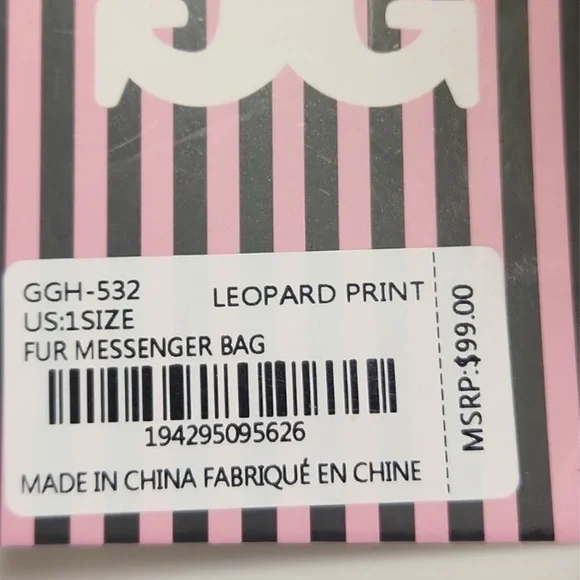 GGH-532 LEOPARD PRINT
US:1SIZE
FUR MESSENGER BAG
194295095626
MADE IN CHINA FABRIQUÉ EN CHINE
MSRP:$99.00